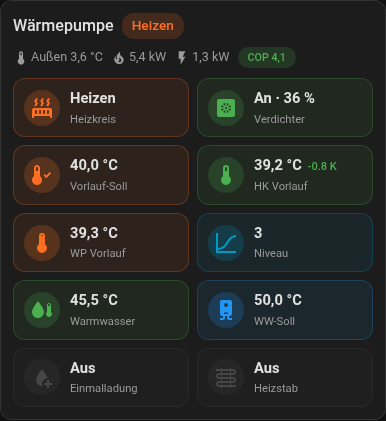 Wärmepumpe Heizen
Außen 3,6 °C 5,4 kW 1,3 kW COP 4,1
Heizen
Heizkreis
An · 36 %
Verdichter
40,0 °C
Vorlauf-Soll
39,2 °C -0.8 K
HK Vorlauf
39,3 °C
WP Vorlauf
3
Niveau
45,5 °C
Warmwasser
50,0 °C
WW-Soll
Aus
Einmalladung
Aus
Heizstab